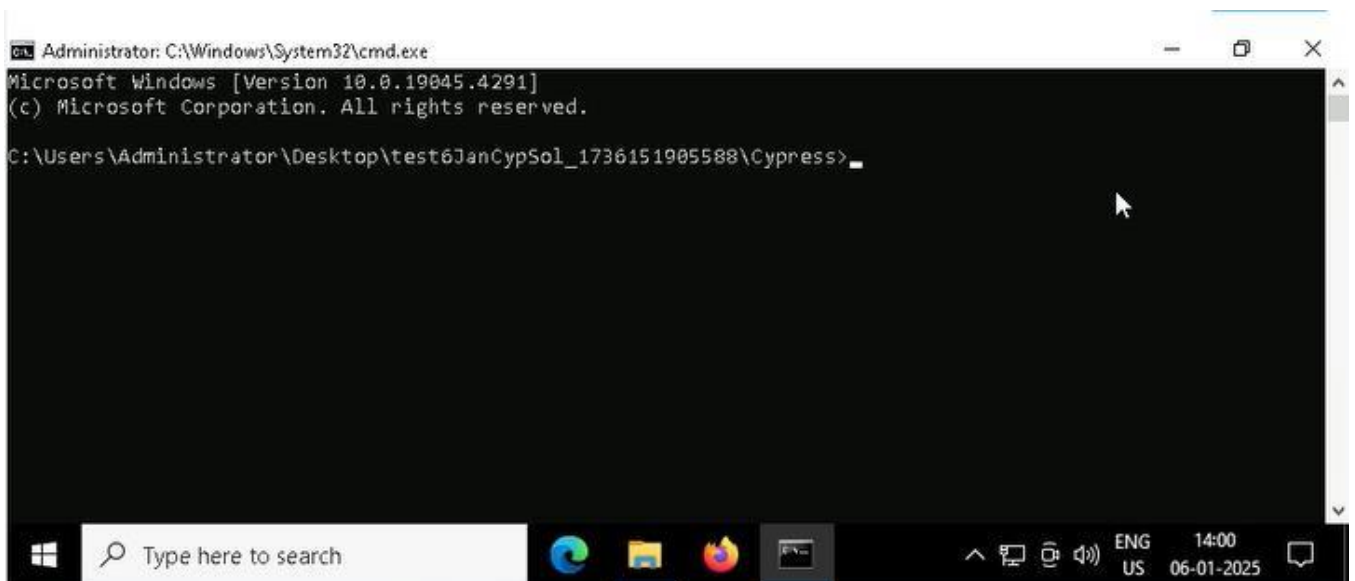 Administrator: C:\Windows\System32\cmd.exe
Microsoft Windows [Version 10.0.19045.4291]
(c) Microsoft Corporation. All rights reserved.
C:\Users\Administrator\Desktop\test6JanCypSol_1736151905588\Cypress>
Type here to search
ENG
US
14:00
06-01-2025